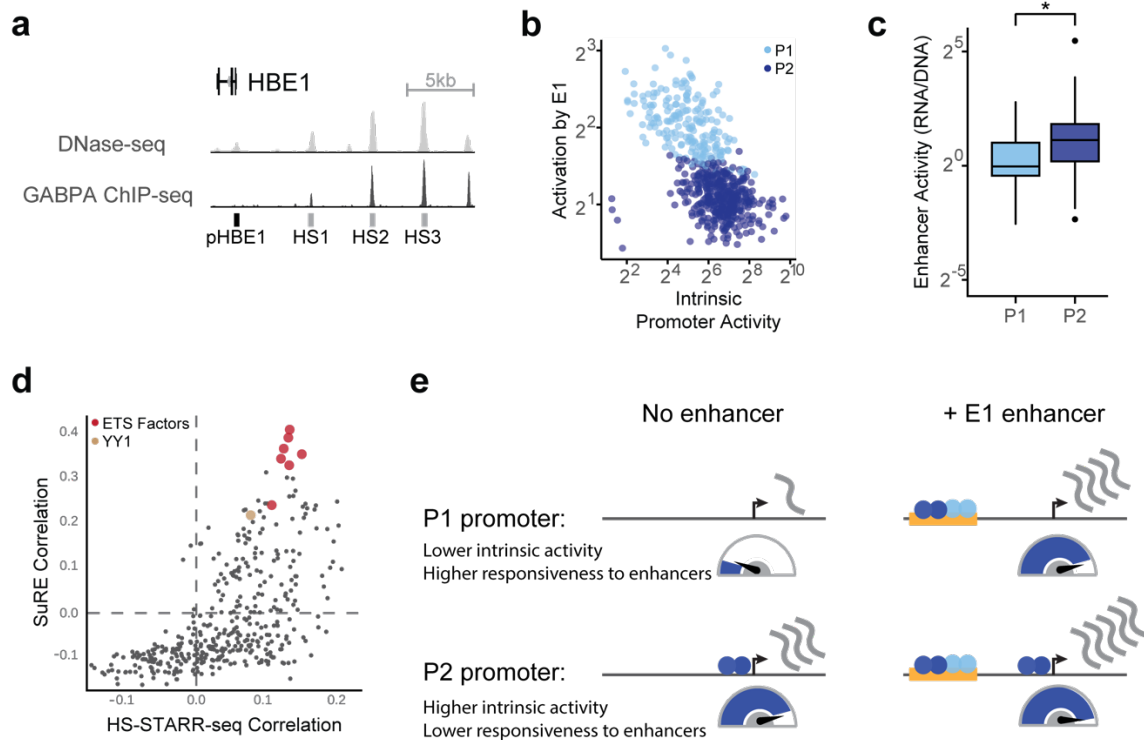 a
HBE1
5kb
DNase-seq
GABPA ChIP-seq
pHBE1 HS1 HS2 HS3
b
P1
P2
Activation by E1
2^3
2^2
2^1
2^2 2^4 2^6 2^8 2^10
Intrinsic
Promoter Activity
c
*
Enhancer Activity (RNA/DNA)
2^5
2^0
2^-5
P1 P2
d
ETS Factors
YY1
SuRE Correlation
0.4
0.3
0.2
0.1
0.0
-0.1
-0.1 0.0 0.1 0.2
HS-STARR-seq Correlation
e
No enhancer + E1 enhancer
P1 promoter:
Lower intrinsic activity
Higher responsiveness to enhancers
P2 promoter:
Higher intrinsic activity
Lower responsiveness to enhancers